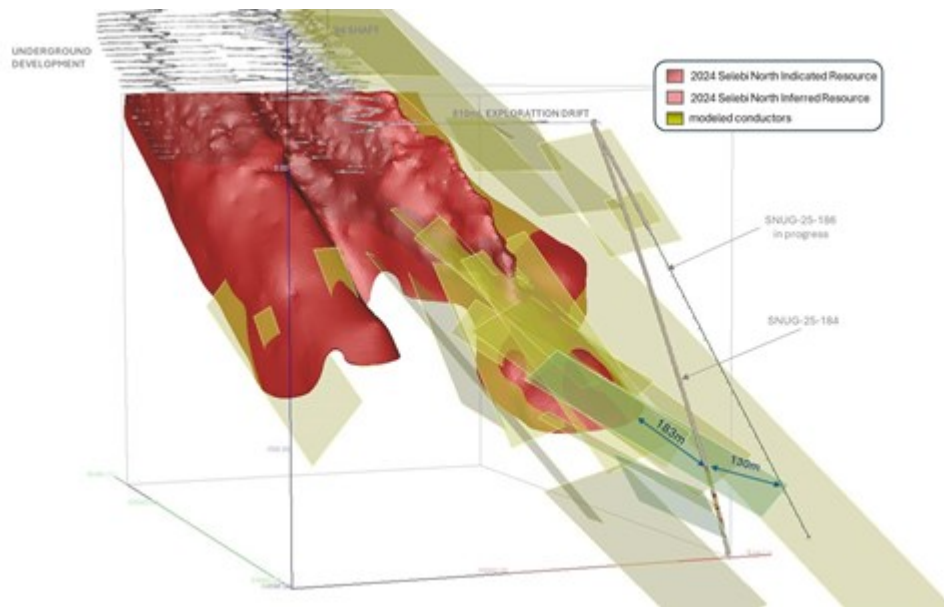 UNDERGROUND
DEVELOPMENT
SHAFT
EXPLORATTION DRIFT
2024 Selebi North Indicated Resource
2024 Selebi North Inferred Resource
modeled conductors
SNUG-25-186
in progress
SNUG-25-184
183m
130m